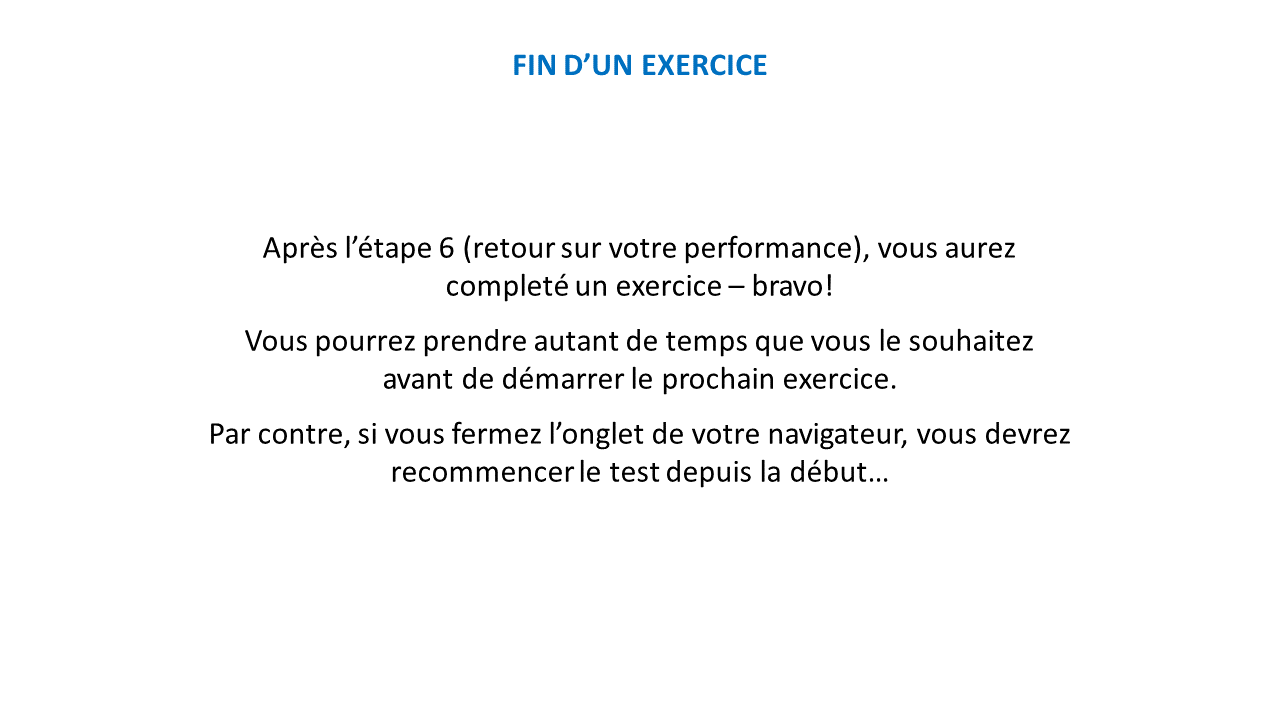 FIN D’UN EXERCICE
Après l’étape 6 (retour sur votre performance), vous aurez
completé un exercice – bravo!
Vous pourrez prendre autant de temps que vous le souhaitez
avant de démarrer le prochain exercice.
Par contre, si vous fermez l’onglet de votre navigateur, vous devrez
recommencer le test depuis la début…